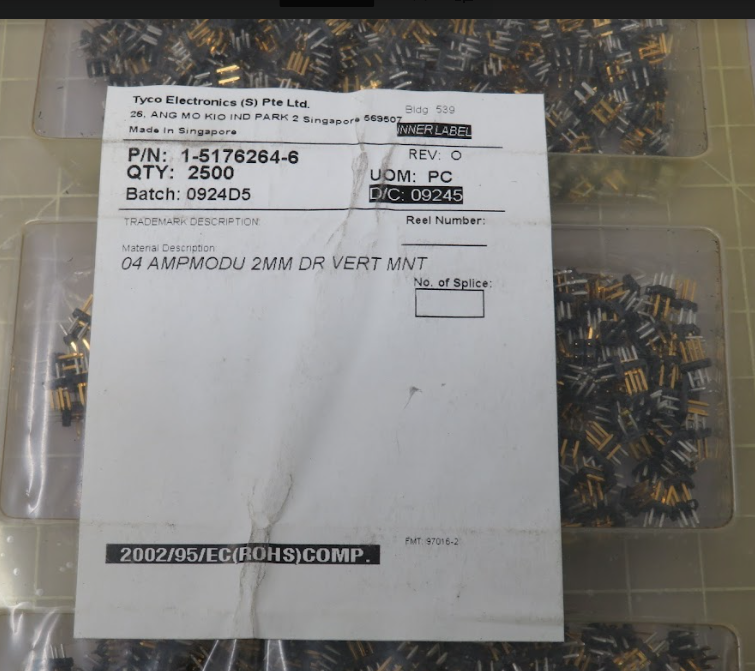 Tyco Electronics (S) Pte Ltd.
26, ANG MO KIO IND PARK 2 Singapore 569507
Bldg 539
Made in Singapore
INNER LABEL
P/N: 1-5176264-6
REV: O
QTY: 2500
UOM: PC
Batch: 0924D5
D/C: 09245
TRADEMARK DESCRIPTION:
Reel Number:
Material Description:
04 AMPMODU 2MM DR VERT MNT
No. of Splice:
2002/95/EC(ROHS)COMP.
FMT 97016-2